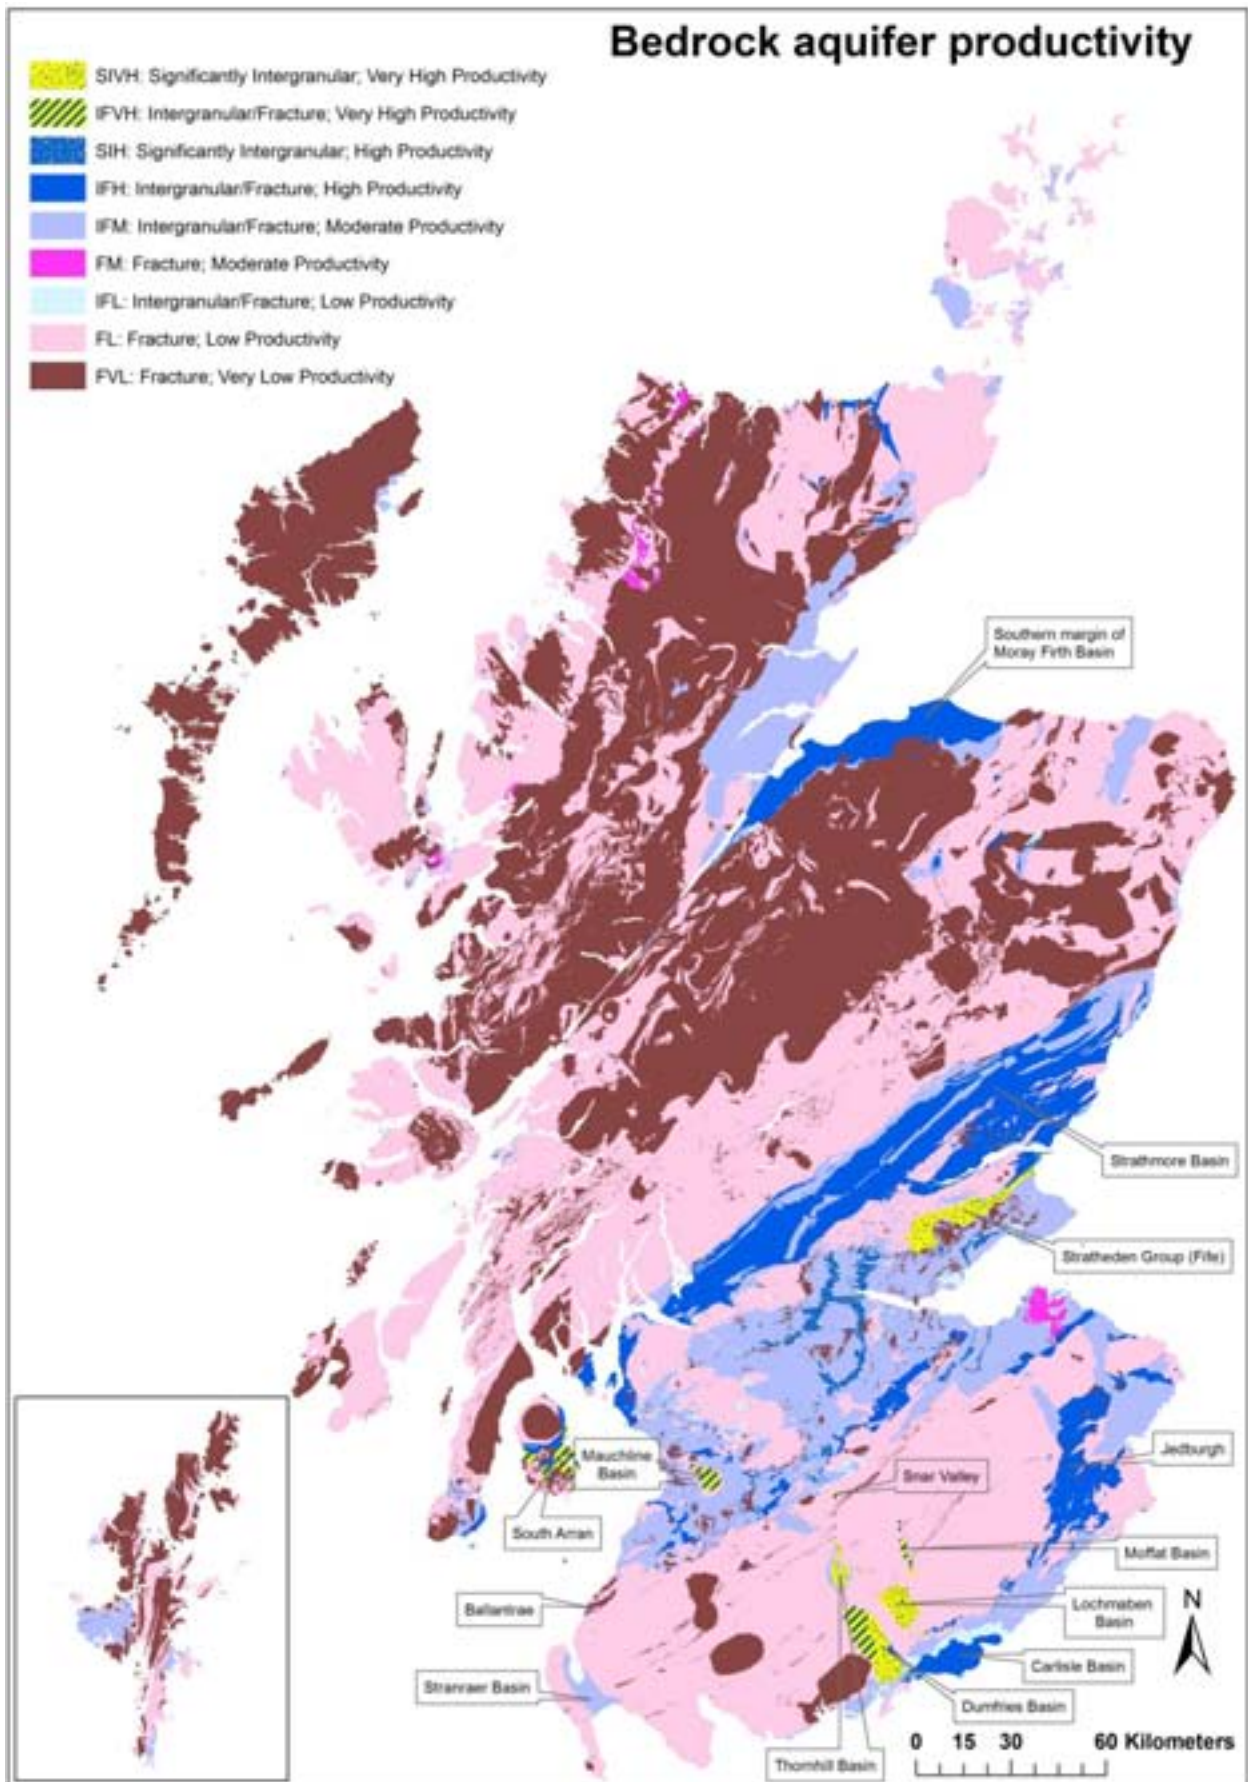 Bedrock aquifer productivity
SIVH: Significantly Intergranular; Very High Productivity
IFVH: Intergranular/Fracture; Very High Productivity
SIH: Significantly Intergranular; High Productivity
IFH: Intergranular/Fracture; High Productivity
IFM: Intergranular/Fracture; Moderate Productivity
FM: Fracture; Moderate Productivity
IFL: Intergranular/Fracture; Low Productivity
FL: Fracture; Low Productivity
FVL: Fracture; Very Low Productivity
Southern margin of
Moray Firth Basin
Strathmore Basin
Stratheden Group (Fife)
Mauchline
Basin
Jedburgh
Snar Valley
South Arran
Moffat Basin
Ballantrae
Lochmaben
Basin
N
Carlisle Basin
Stranraer Basin
Dumfries Basin
Thornhill Basin
0 15 30 60 Kilometers